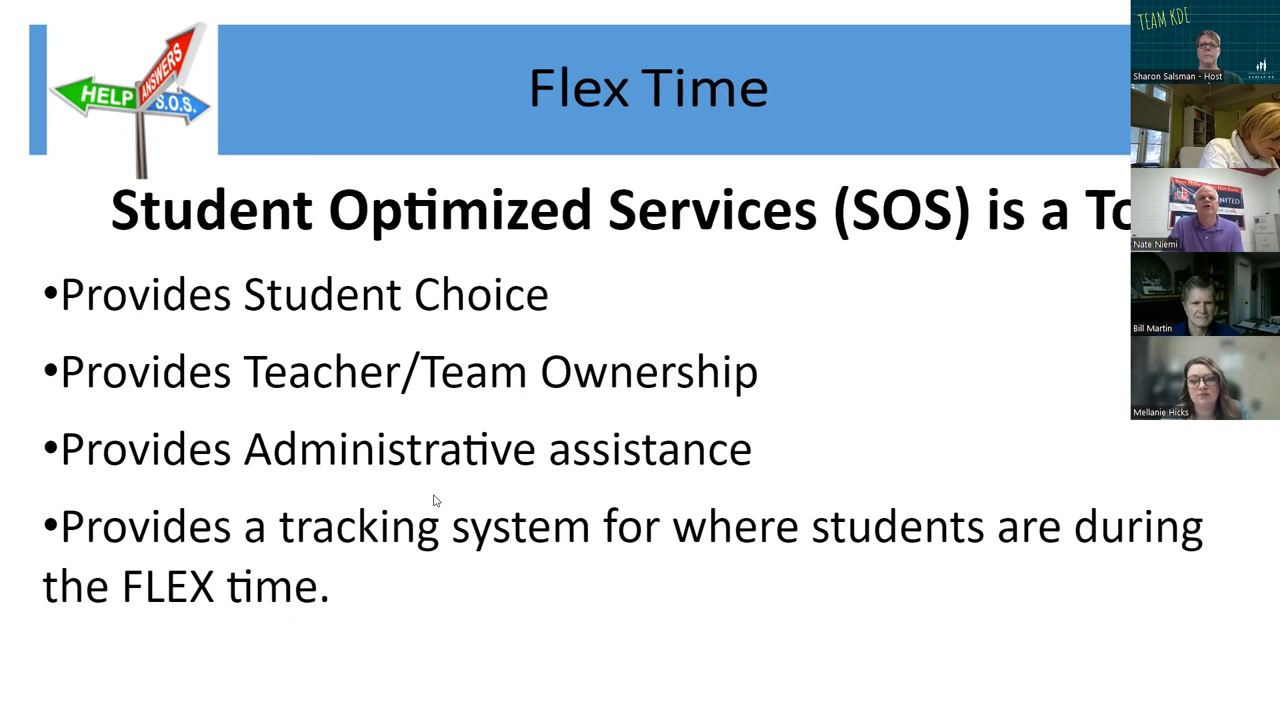 Flex Time
HELP
ANSWERS
S.O.S.
Student Optimized Services (SOS) is a
•Provides Student Choice
•Provides Teacher/Team Ownership
•Provides Administrative assistance
•Provides a tracking system for where students are during
the FLEX time.
TEAM KDE
Sharon Salsman - Host
UNITED
Nate Niemi
Bill Martin
Mellanie Hicks